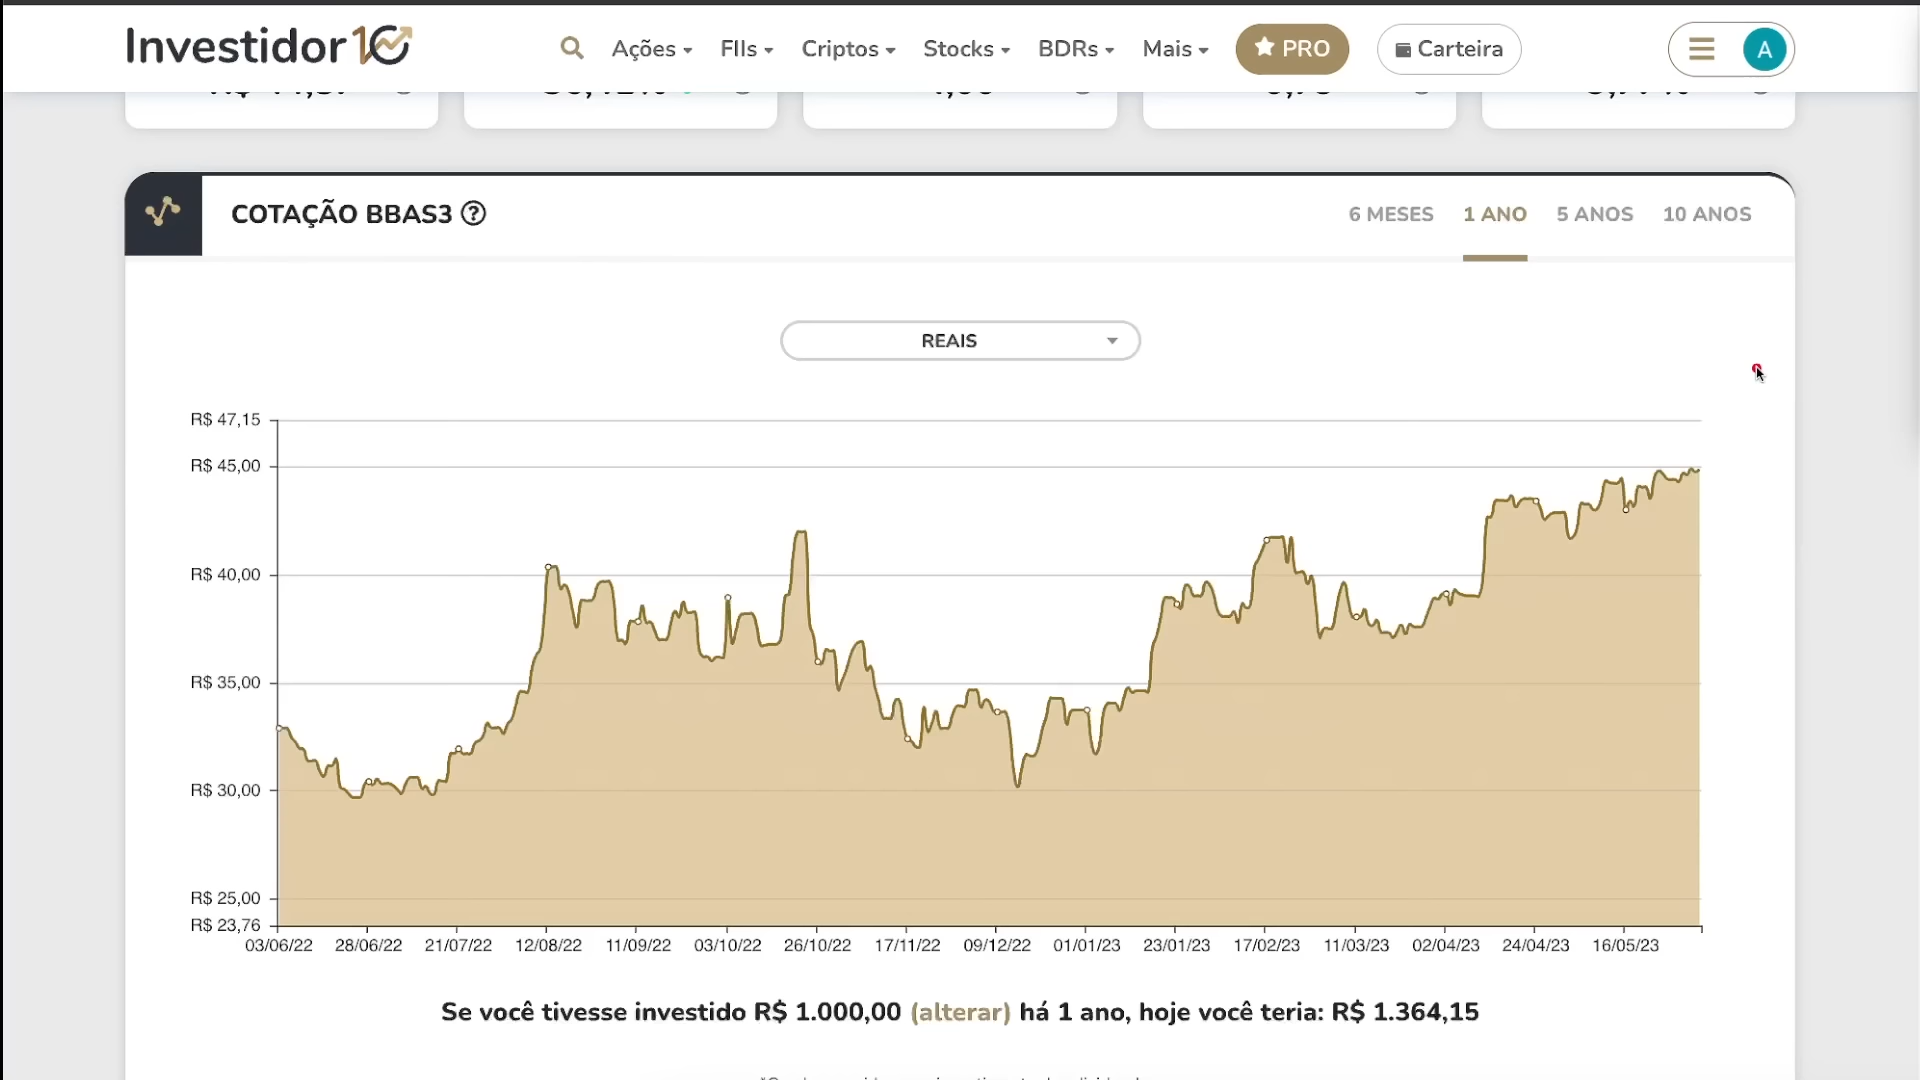 Investidor10
Ações
FIIs
Criptos
Stocks
BDRs
Mais
PRO
Carteira
A
COTAÇÃO BBAS3 ?
6 MESES
1 ANO
5 ANOS
10 ANOS
REAIS
R$ 47,15
R$ 45,00
R$ 40,00
R$ 35,00
R$ 30,00
R$ 25,00
R$ 23,76
03/06/22 28/06/22 21/07/22 12/08/22 11/09/22 03/10/22 26/10/22 17/11/22 09/12/22 01/01/23 23/01/23 17/02/23 11/03/23 02/04/23 24/04/23 16/05/23
Se você tivesse investido R$ 1.000,00 (alterar) há 1 ano, hoje você teria: R$ 1.364,15